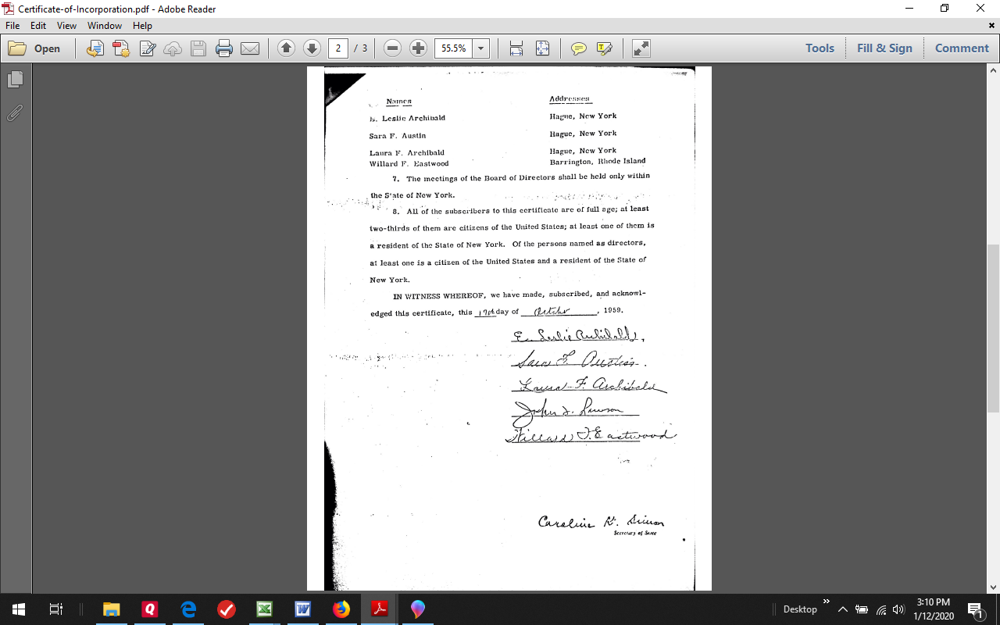 Certificate-of-Incorporation.pdf - Adobe Reader
File Edit View Window Help
Open 2 / 3 55.5% Tools Fill & Sign Comment
Names Addresses
E. Leslie Archibald Hague, New York
Sara F. Austin Hague, New York
Laura F. Archibald Hague, New York
Willard F. Eastwood Barrington, Rhode Island
7. The meetings of the Board of Directors shall be held only within
the State of New York.
8. All of the subscribers to this certificate are of full age; at least
two-thirds of them are citizens of the United States; at least one of them is
a resident of the State of New York. Of the persons named as directors,
at least one is a citizen of the United States and a resident of the State of
New York.
IN WITNESS WHEREOF, we have made, subscribed, and acknowl-
edged this certificate, this day of October, 1959.
E. Leslie Archibald
Sara F. Austin
Laura F. Archibald
John
Willard F. Eastwood
Caroline K. Simon
Secretary of State
Desktop
3:10 PM
1/12/2020
1